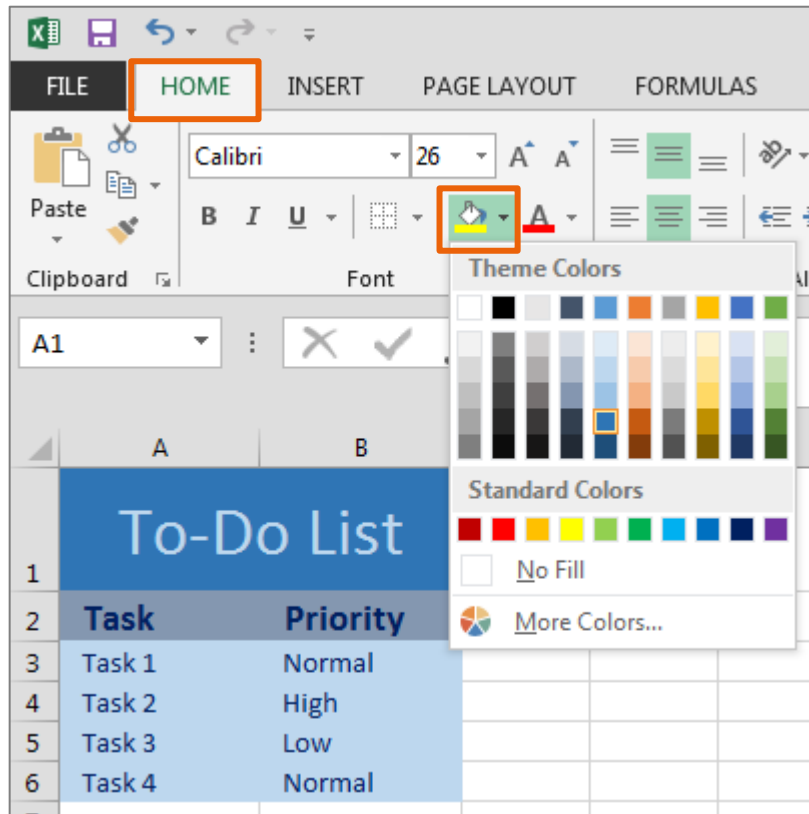 FILE HOME INSERT PAGE LAYOUT FORMULAS
Calibri 26 A A
Paste
B I U A
Clipboard Font
Theme Colors
A1
A B
Standard Colors
No Fill
More Colors...
1 To-Do List
2 Task Priority
3 Task 1 Normal
4 Task 2 High
5 Task 3 Low
6 Task 4 Normal